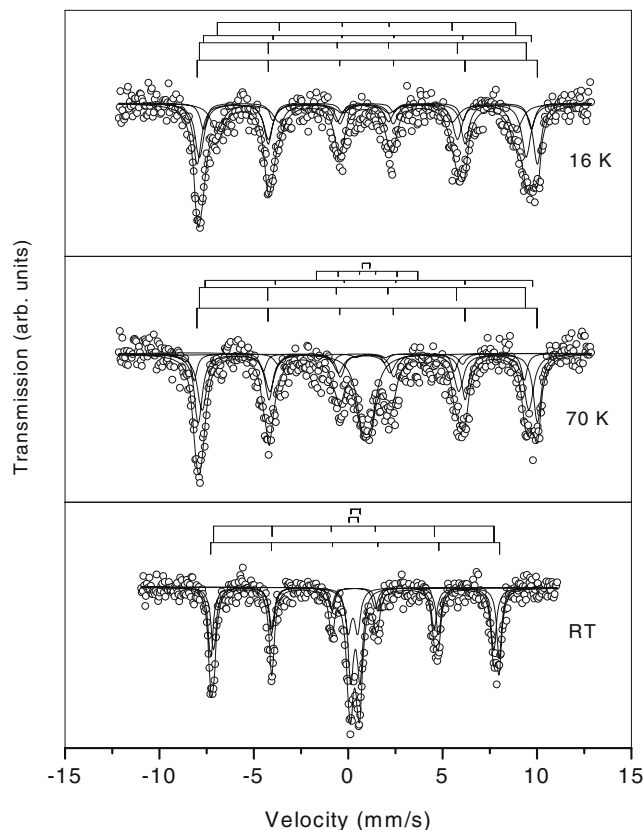 16 K
70 K
RT
Transmission (arb. units)
-15 -10 -5 0 5 10 15
Velocity (mm/s)